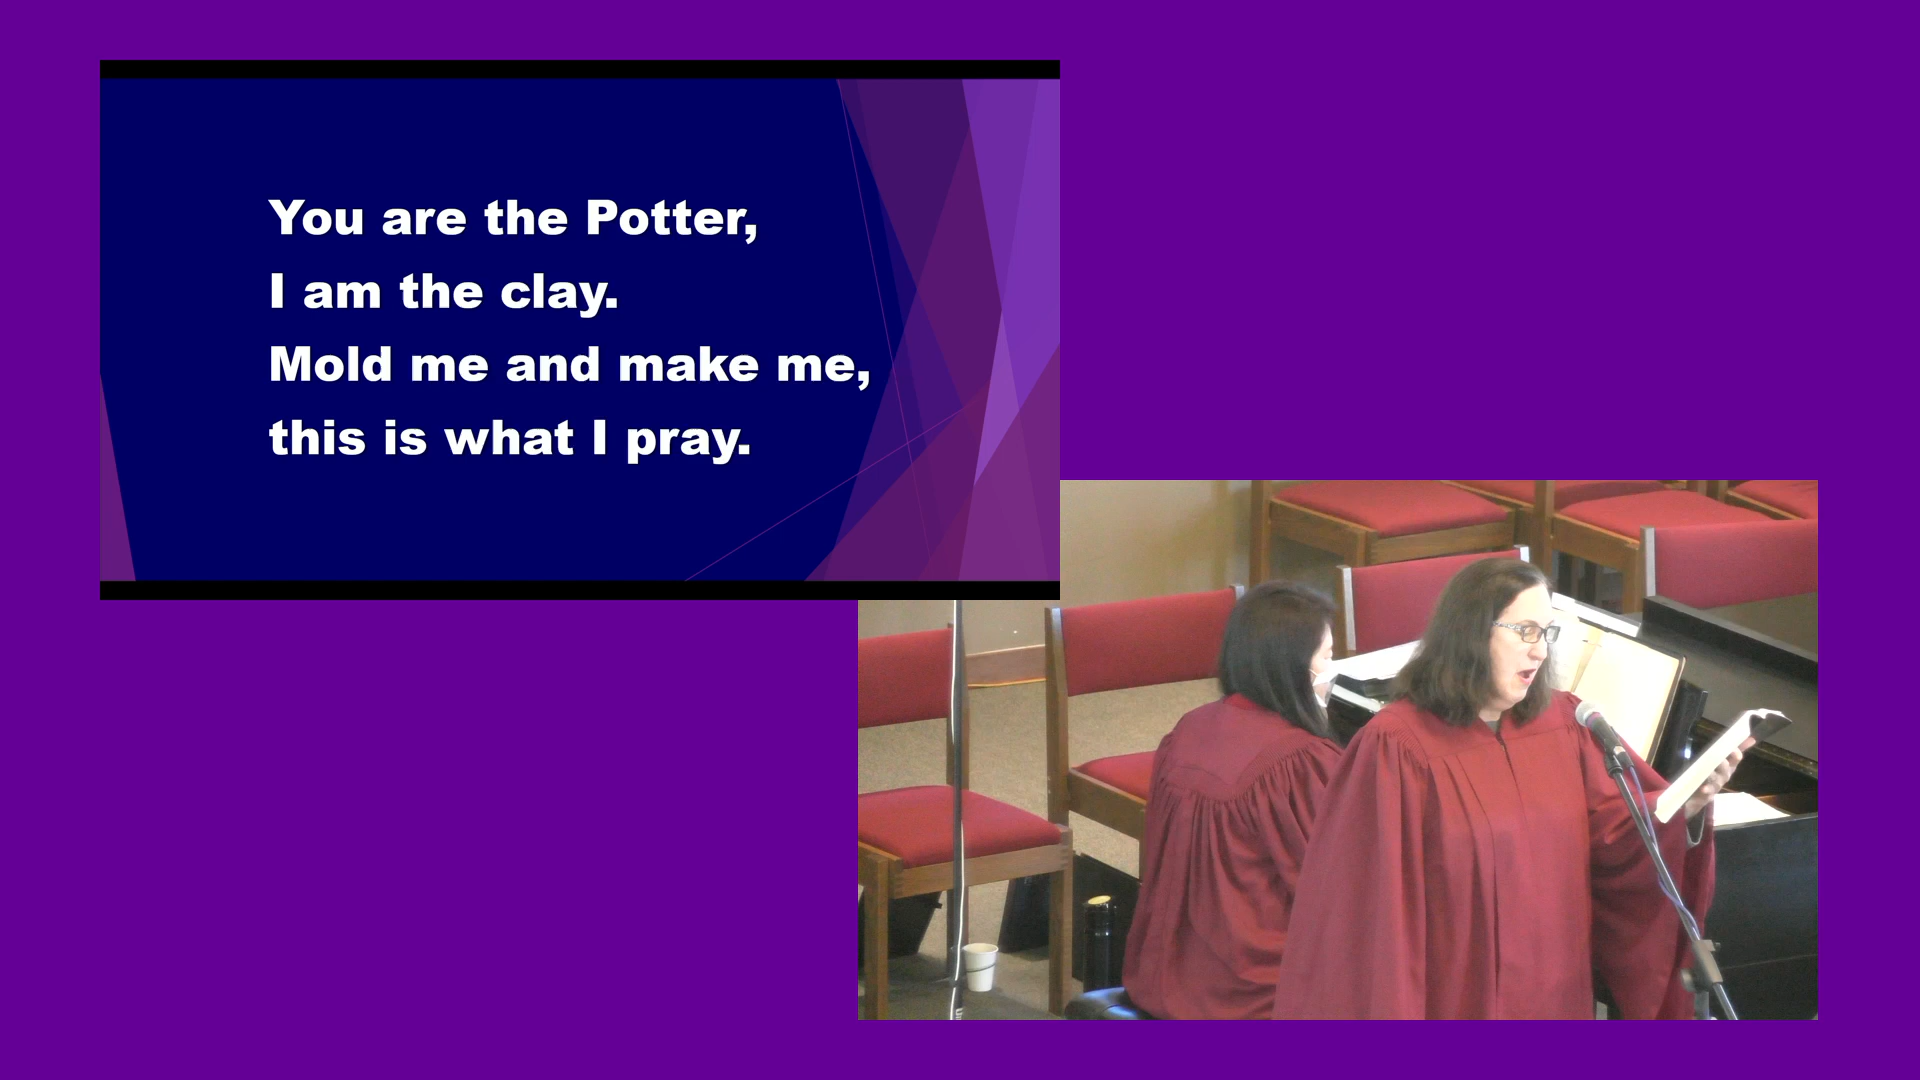 You are the Potter,
I am the clay.
Mold me and make me,
this is what I pray.